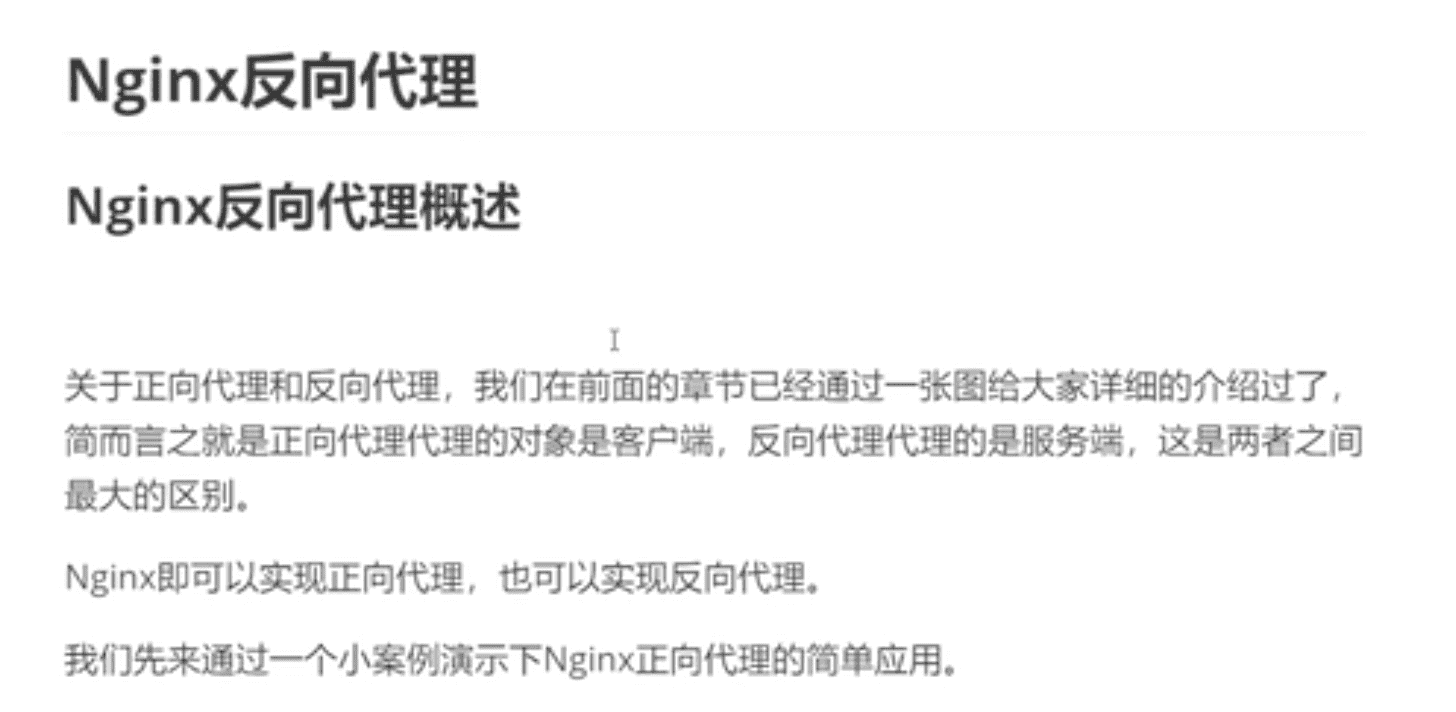 Nginx反向代理
Nginx反向代理概述
关于正向代理和反向代理，我们在前面的章节已经通过一张图给大家详细的介绍过了，
简而言之就是正向代理代理的对象是客户端，反向代理代理的是服务端，这是两者之间
最大的区别。
Nginx即可以实现正向代理，也可以实现反向代理。
我们先来通过一个小案例演示下Nginx正向代理的简单应用。